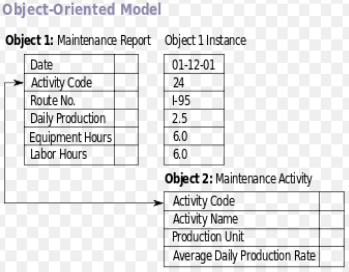 Object-Oriented Model
Object 1: Maintenance Report Object 1 Instance
Date 01-12-01
Activity Code 24
Route No. I-95
Daily Production 2.5
Equipment Hours 6.0
Labor Hours 6.0
Object 2: Maintenance Activity
Activity Code
Activity Name
Production Unit
Average Daily Production Rate